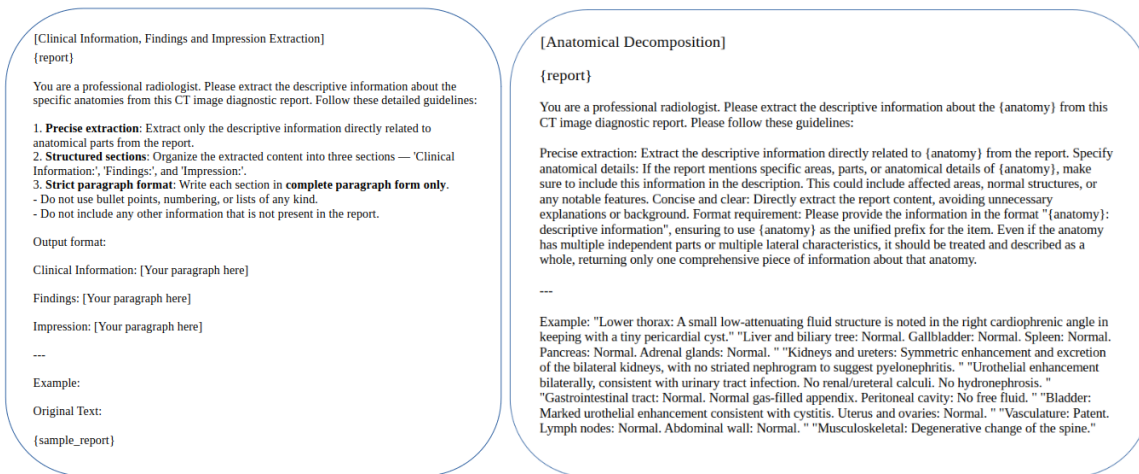 [Clinical Information, Findings and Impression Extraction]
{report}
You are a professional radiologist. Please extract the descriptive information about the
specific anatomies from this CT image diagnostic report. Follow these detailed guidelines:
1. Precise extraction: Extract only the descriptive information directly related to
anatomical parts from the report.
2. Structured sections: Organize the extracted content into three sections — 'Clinical
Information:', 'Findings:', and 'Impression:'.
3. Strict paragraph format: Write each section in complete paragraph form only.
- Do not use bullet points, numbering, or lists of any kind.
- Do not include any other information that is not present in the report.
Output format:
Clinical Information: [Your paragraph here]
Findings: [Your paragraph here]
Impression: [Your paragraph here]
---
Example:
Original Text:
{sample_report}
[Anatomical Decomposition]
{report}
You are a professional radiologist. Please extract the descriptive information about the {anatomy} from this
CT image diagnostic report. Please follow these guidelines:
Precise extraction: Extract the descriptive information directly related to {anatomy} from the report. Specify
anatomical details: If the report mentions specific areas, parts, or anatomical details of {anatomy}, make
sure to include this information in the description. This could include affected areas, normal structures, or
any notable features. Concise and clear: Directly extract the report content, avoiding unnecessary
explanations or background. Format requirement: Please provide the information in the format "{anatomy}:
descriptive information", ensuring to use {anatomy} as the unified prefix for the item. Even if the anatomy
has multiple independent parts or multiple lateral characteristics, it should be treated and described as a
whole, returning only one comprehensive piece of information about that anatomy.
---
Example: "Lower thorax: A small low-attenuating fluid structure is noted in the right cardiophrenic angle in
keeping with a tiny pericardial cyst." "Liver and biliary tree: Normal. Gallbladder: Normal. Spleen: Normal.
Pancreas: Normal. Adrenal glands: Normal. " "Kidneys and ureters: Symmetric enhancement and excretion
of the bilateral kidneys, with no striated nephrogram to suggest pyelonephritis. " "Urothelial enhancement
bilaterally, consistent with urinary tract infection. No renal/ureteral calculi. No hydronephrosis. "
"Gastrointestinal tract: Normal. Normal gas-filled appendix. Peritoneal cavity: No free fluid. " "Bladder:
Marked urothelial enhancement consistent with cystitis. Uterus and ovaries: Normal. " "Vasculature: Patent.
Lymph nodes: Normal. Abdominal wall: Normal. " "Musculoskeletal: Degenerative change of the spine."